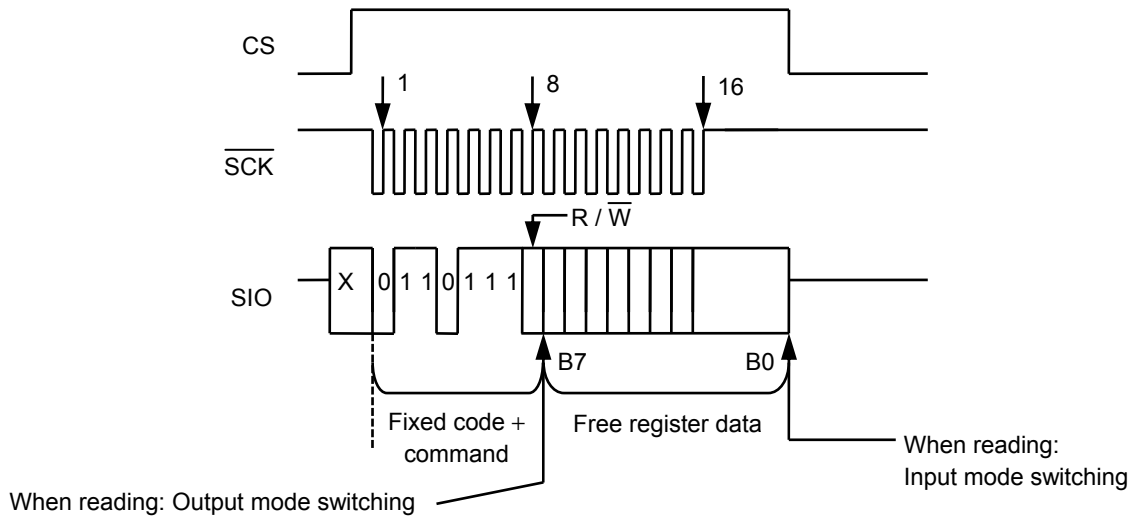 CS
1 8 16
S̅C̅K̅
R / W̅
X 0 1 1 0 1 1 1
SIO
B7 B0
Fixed code +
command
Free register data
When reading:
Input mode switching
When reading: Output mode switching